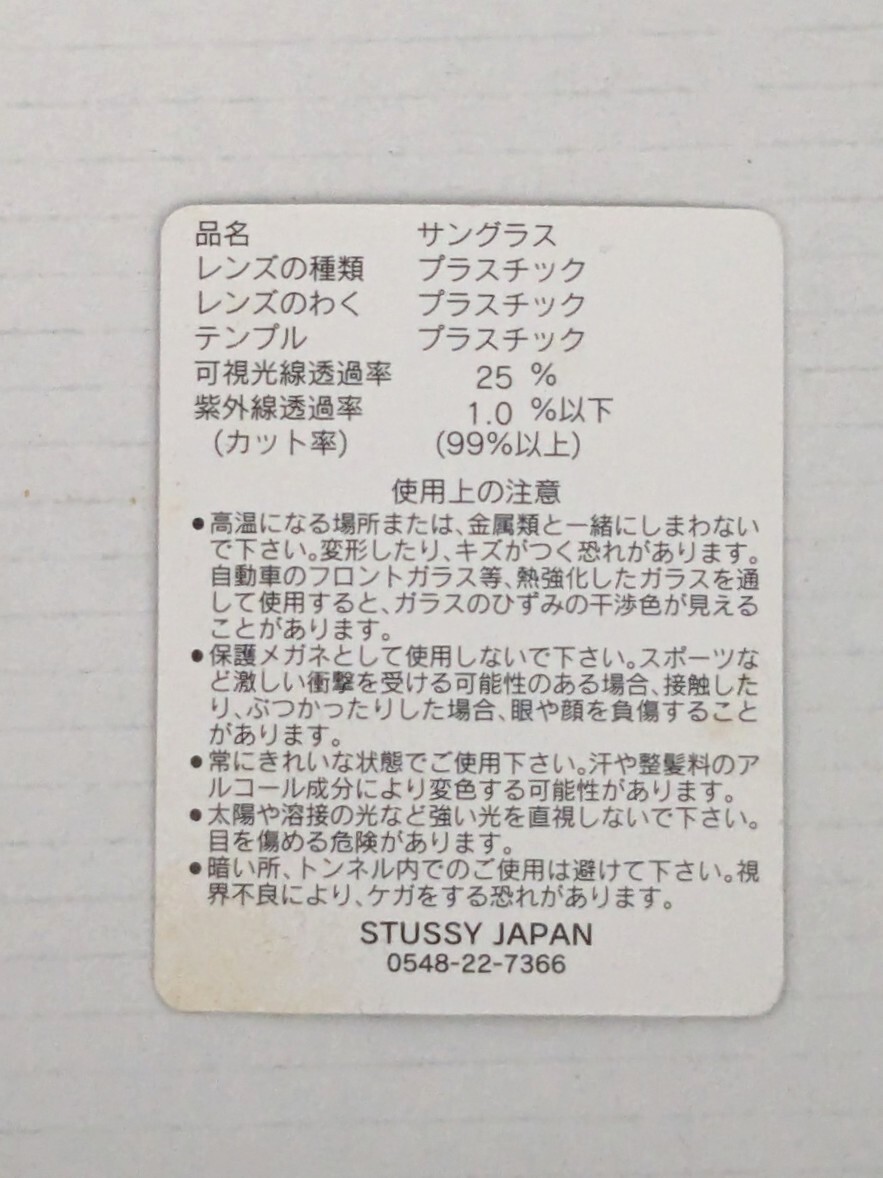 品名 サングラス
レンズの種類 プラスチック
レンズのわく プラスチック
テンプル プラスチック
可視光線透過率 25 %
紫外線透過率 1.0 %以下
(カット率) (99%以上)
使用上の注意
●高温になる場所または、金属類と一緒にしまわない
で下さい。変形したり、キズがつく恐れがあります。
自動車のフロントガラス等、熱強化したガラスを通
して使用すると、ガラスのひずみの干渉色が見える
ことがあります。
●保護メガネとして使用しないで下さい。スポーツな
ど激しい衝撃を受ける可能性のある場合、接触した
り、ぶつかったりした場合、眼や顔を負傷すること
があります。
●常にきれいな状態でご使用下さい。汗や整髪料のア
ルコール成分により変色する可能性があります。
●太陽や溶接の光など強い光を直視しないで下さい。
目を傷める危険があります。
●暗い所、トンネル内でのご使用は避けて下さい。視
界不良により、ケガをする恐れがあります。
STUSSY JAPAN
0548-22-7366